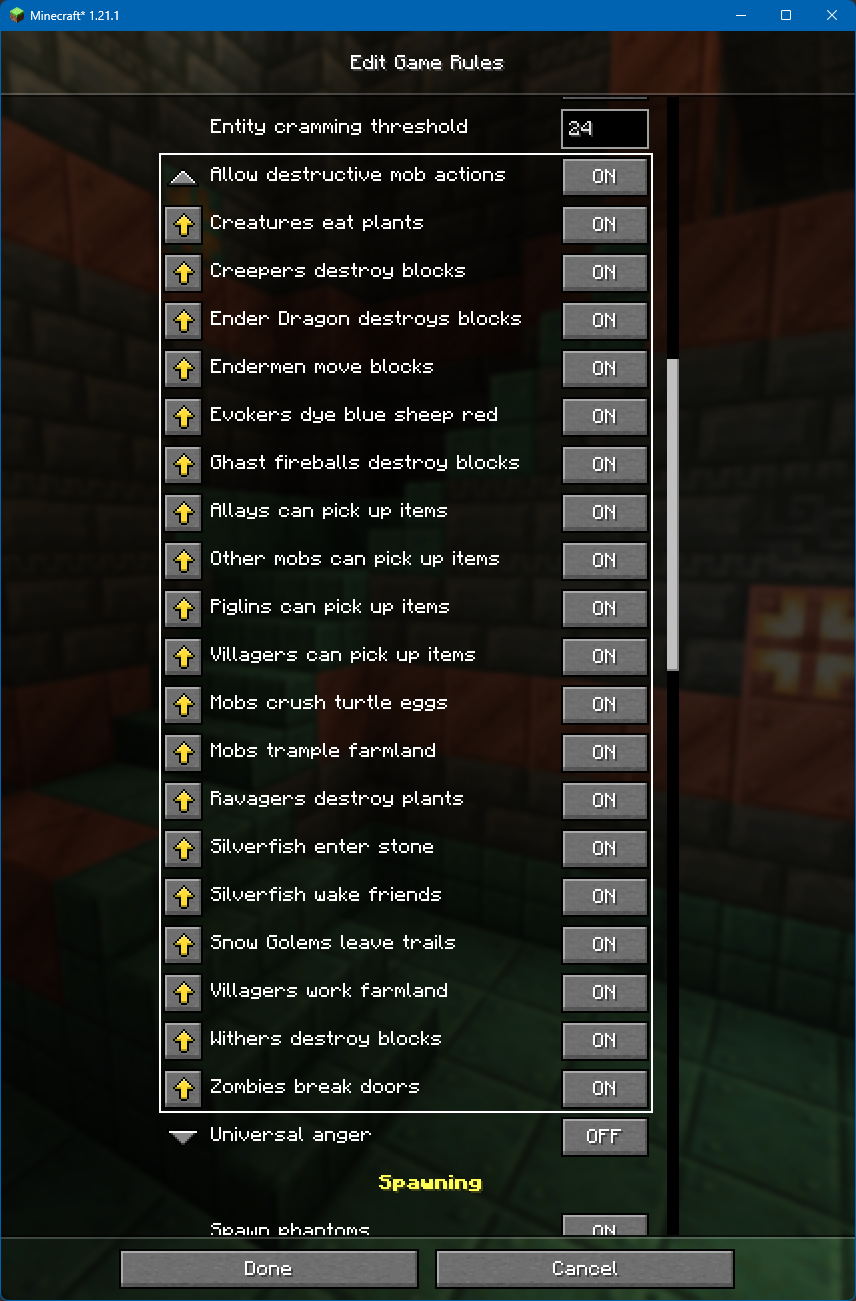 Minecraft* 1.21.1
Edit Game Rules
Entity cramming threshold 24
Allow destructive mob actions ON
Creatures eat plants ON
Creepers destroy blocks ON
Ender Dragon destroys blocks ON
Endermen move blocks ON
Evokers dye blue sheep red ON
Ghast fireballs destroy blocks ON
Allays can pick up items ON
Other mobs can pick up items ON
Piglins can pick up items ON
Villagers can pick up items ON
Mobs crush turtle eggs ON
Mobs trample farmland ON
Ravagers destroy plants ON
Silverfish enter stone ON
Silverfish wake friends ON
Snow Golems leave trails ON
Villagers work farmland ON
Withers destroy blocks ON
Zombies break doors ON
Universal anger OFF
Spawning
Spawn phantoms ON
Done Cancel